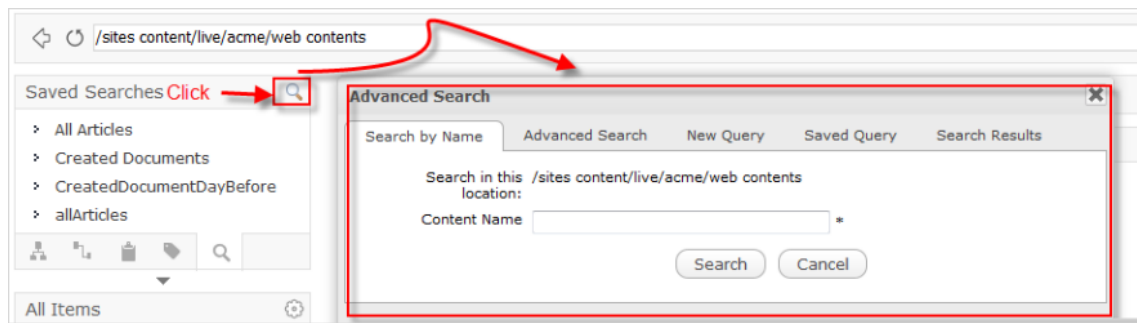 /sites content/live/acme/web contents
Saved Searches Click
All Articles
Created Documents
CreatedDocumentDayBefore
allArticles
All Items
Advanced Search
Search by Name Advanced Search New Query Saved Query Search Results
Search in this /sites content/live/acme/web contents
location:
Content Name *
Search Cancel